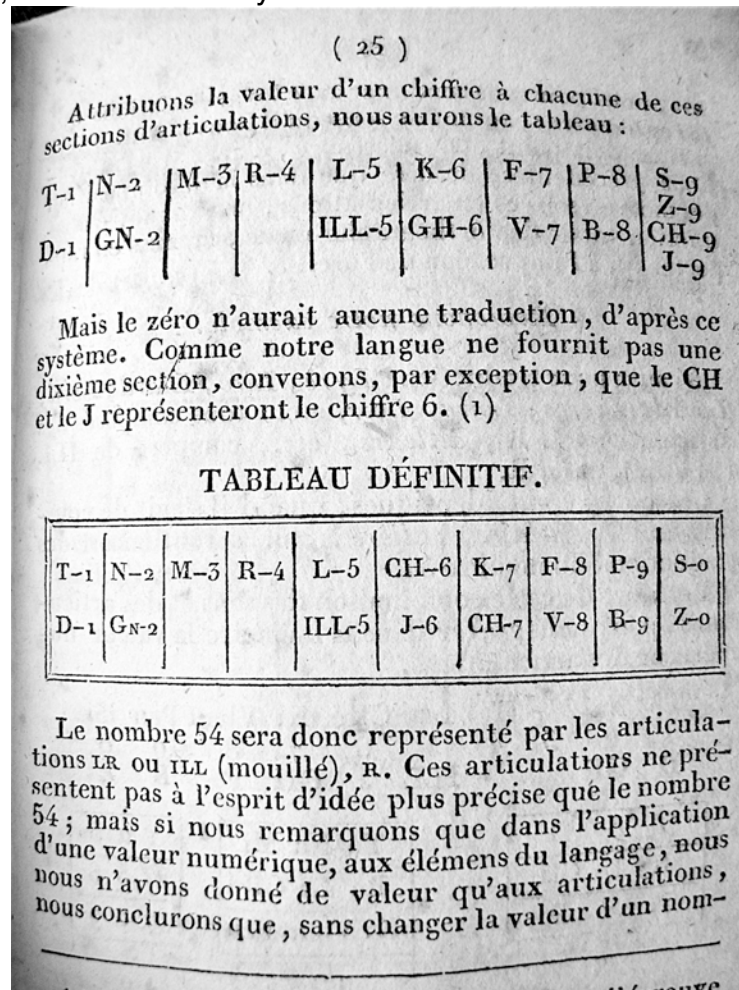 ( 25 )
Attribuons la valeur d'un chiffre à chacune de ces
sections d'articulations, nous aurons le tableau :
T-1 N-2 M-3 R-4 L-5 K-6 F-7 P-8 S-9
Z-9
D-1 GN-2 ILL-5 GH-6 V-7 B-8 CH-9
J-9
Mais le zéro n'aurait aucune traduction, d'après ce
système. Comme notre langue ne fournit pas une
dixième section, convenons, par exception, que le CH
et le J représenteront le chiffre 6. (1)
TABLEAU DÉFINITIF.
T-1 N-2 M-3 R-4 L-5 CH-6 K-7 F-8 P-9 S-0
D-1 GN-2 ILL-5 J-6 CH-7 V-8 B-9 Z-0
Le nombre 54 sera donc représenté par les articula-
tions LR ou ILL (mouillé), R. Ces articulations ne pré-
sentent pas à l'esprit d'idée plus précise que le nombre
54 ; mais si nous remarquons que dans l'application
d'une valeur numérique, aux élémens du langage, nous
nous n'avons donné de valeur qu'aux articulations,
nous conclurons que, sans changer la valeur d'un nom-